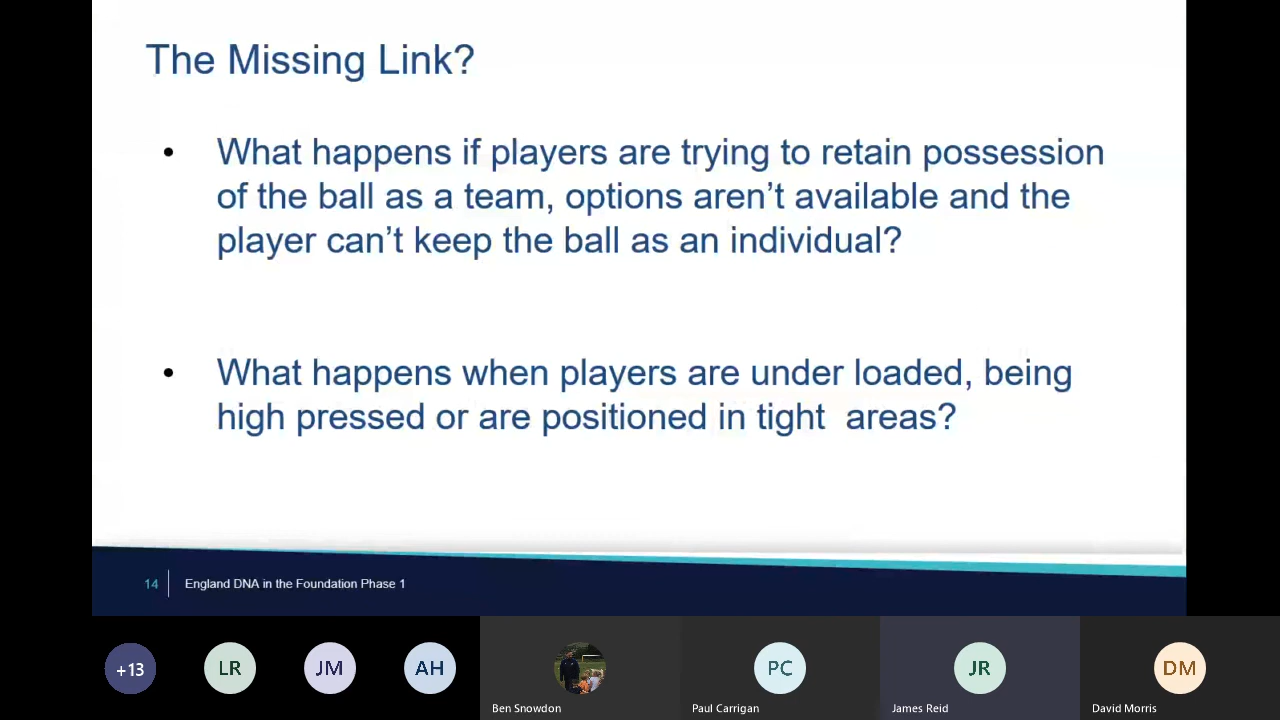 The Missing Link?
• What happens if players are trying to retain possession
of the ball as a team, options aren’t available and the
player can’t keep the ball as an individual?
• What happens when players are under loaded, being
high pressed or are positioned in tight  areas?
14 England DNA in the Foundation Phase 1
+13 LR JM AH PC JR DM
Ben Snowdon Paul Carrigan James Reid David Morris